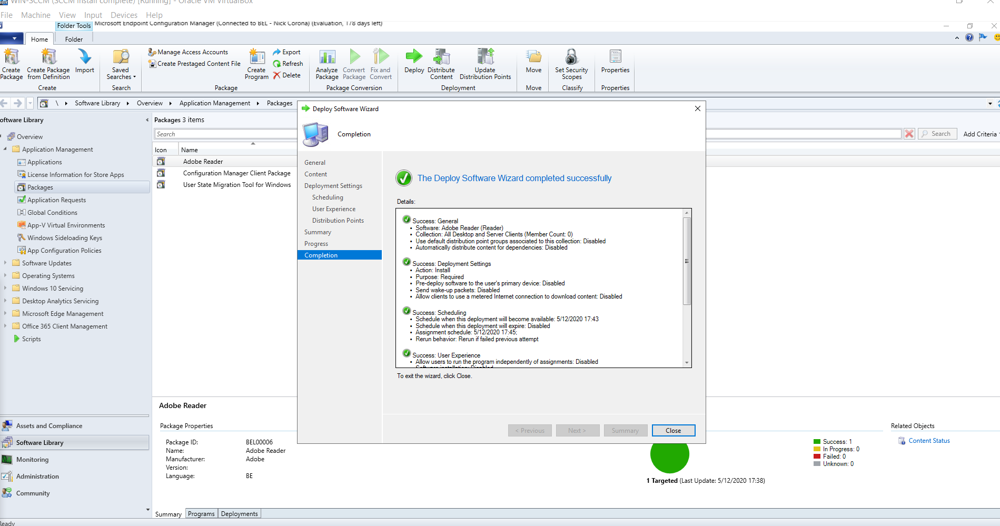 WIN-SCCM (SCCM install complete) [Running] - Oracle VM VirtualBox
File Machine View Input Devices Help
Folder Tools Microsoft Endpoint Configuration Manager (Connected to BEL - Nick Corona) (Evaluation, 178 days left)
Home Folder
Create Package
Create Package from Definition
Import
Create
Saved Searches
Search
Manage Access Accounts
Create Prestaged Content File
Create Program
Export
Refresh
Delete
Package
Analyze Package
Convert Package
Fix and Convert
Package Conversion
Deploy
Distribute Content
Update Distribution Points
Deployment
Move
Move
Set Security Scopes
Classify
Properties
Properties
\ Software Library Overview Application Management Packages
oftware Library
Overview
Application Management
Applications
License Information for Store Apps
Packages
Application Requests
Global Conditions
App-V Virtual Environments
Windows Sideloading Keys
App Configuration Policies
Software Updates
Operating Systems
Windows 10 Servicing
Desktop Analytics Servicing
Microsoft Edge Management
Office 365 Client Management
Scripts
Assets and Compliance
Software Library
Monitoring
Administration
Community
Packages 3 items
Search
Search Add Criteria
Icon Name
Adobe Reader
Configuration Manager Client Package
User State Migration Tool for Windows
Deploy Software Wizard
Completion
General
Content
Deployment Settings
Scheduling
User Experience
Distribution Points
Summary
Progress
Completion
The Deploy Software Wizard completed successfully
Details:
Success: General
• Software: Adobe Reader (Reader)
• Collection: All Desktop and Server Clients (Member Count: 0)
• Use default distribution point groups associated to this collection: Disabled
• Automatically distribute content for dependencies: Disabled
Success: Deployment Settings
• Action: Install
• Purpose: Required
• Pre-deploy software to the user's primary device: Disabled
• Send wake-up packets: Disabled
• Allow clients to use a metered Internet connection to download content: Disabled
Success: Scheduling
• Schedule when this deployment will become available: 5/12/2020 17:43
• Schedule when this deployment will expire: Disabled
• Assignment schedule: 5/12/2020 17:45;
• Rerun behavior: Rerun if failed previous attempt
Success: User Experience
• Allow users to run the program independently of assignments: Disabled
• Software installation: Disabled
To exit the wizard, click Close.
< Previous Next > Summary Close
Adobe Reader
Package Properties
Package ID: BEL00006
Name: Adobe Reader
Manufacturer: Adobe
Version:
Language: BE
1 Targeted (Last Update: 5/12/2020 17:38)
Success: 1
In Progress: 0
Failed: 0
Unknown: 0
Related Objects
Content Status
Summary Programs Deployments
Ready